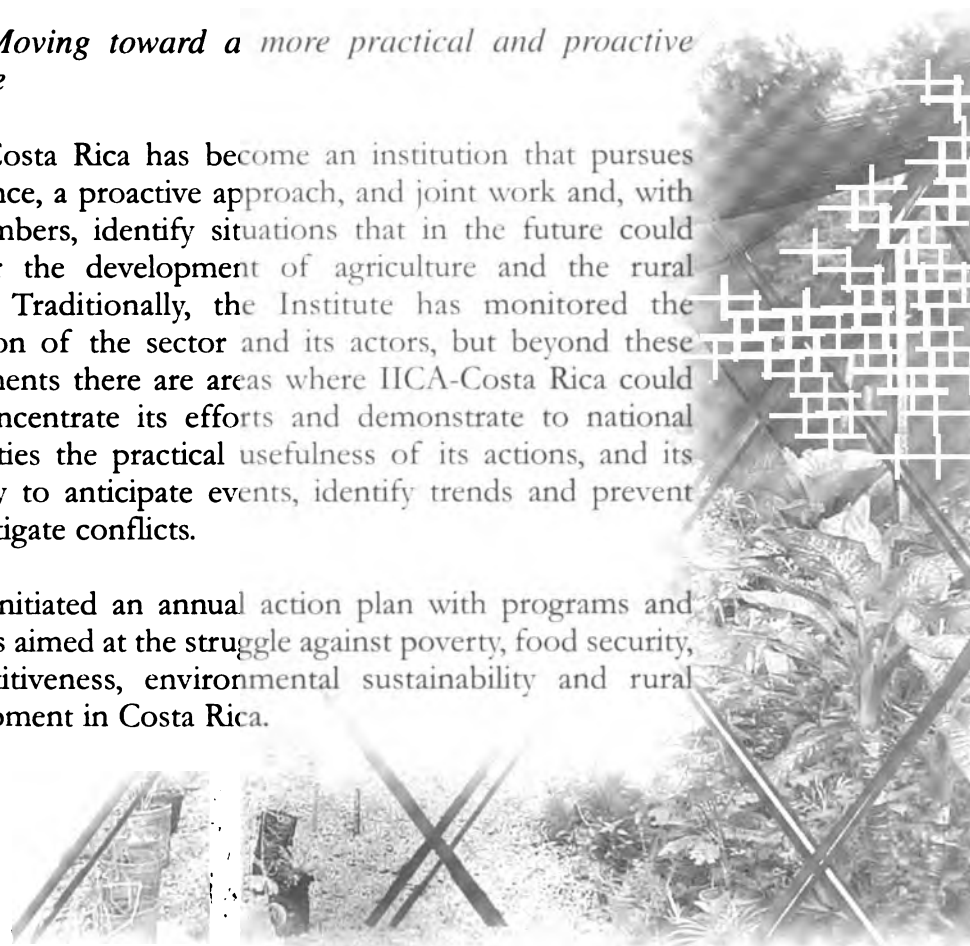 Moving toward a more practical and proactive
e
Costa Rica has become an institution that pursues
nce, a proactive approach, and joint work and, with
mbers, identify situations that in the future could
r the development of agriculture and the rural
Traditionally, the Institute has monitored the
on of the sector and its actors, but beyond these
ments there are areas where IICA-Costa Rica could
ncentrate its efforts and demonstrate to national
ties the practical usefulness of its actions, and its
y to anticipate events, identify trends and prevent
tigate conflicts.
nitiated an annual action plan with programs and
s aimed at the struggle against poverty, food security,
itiveness, environmental sustainability and rural
pment in Costa Rica.